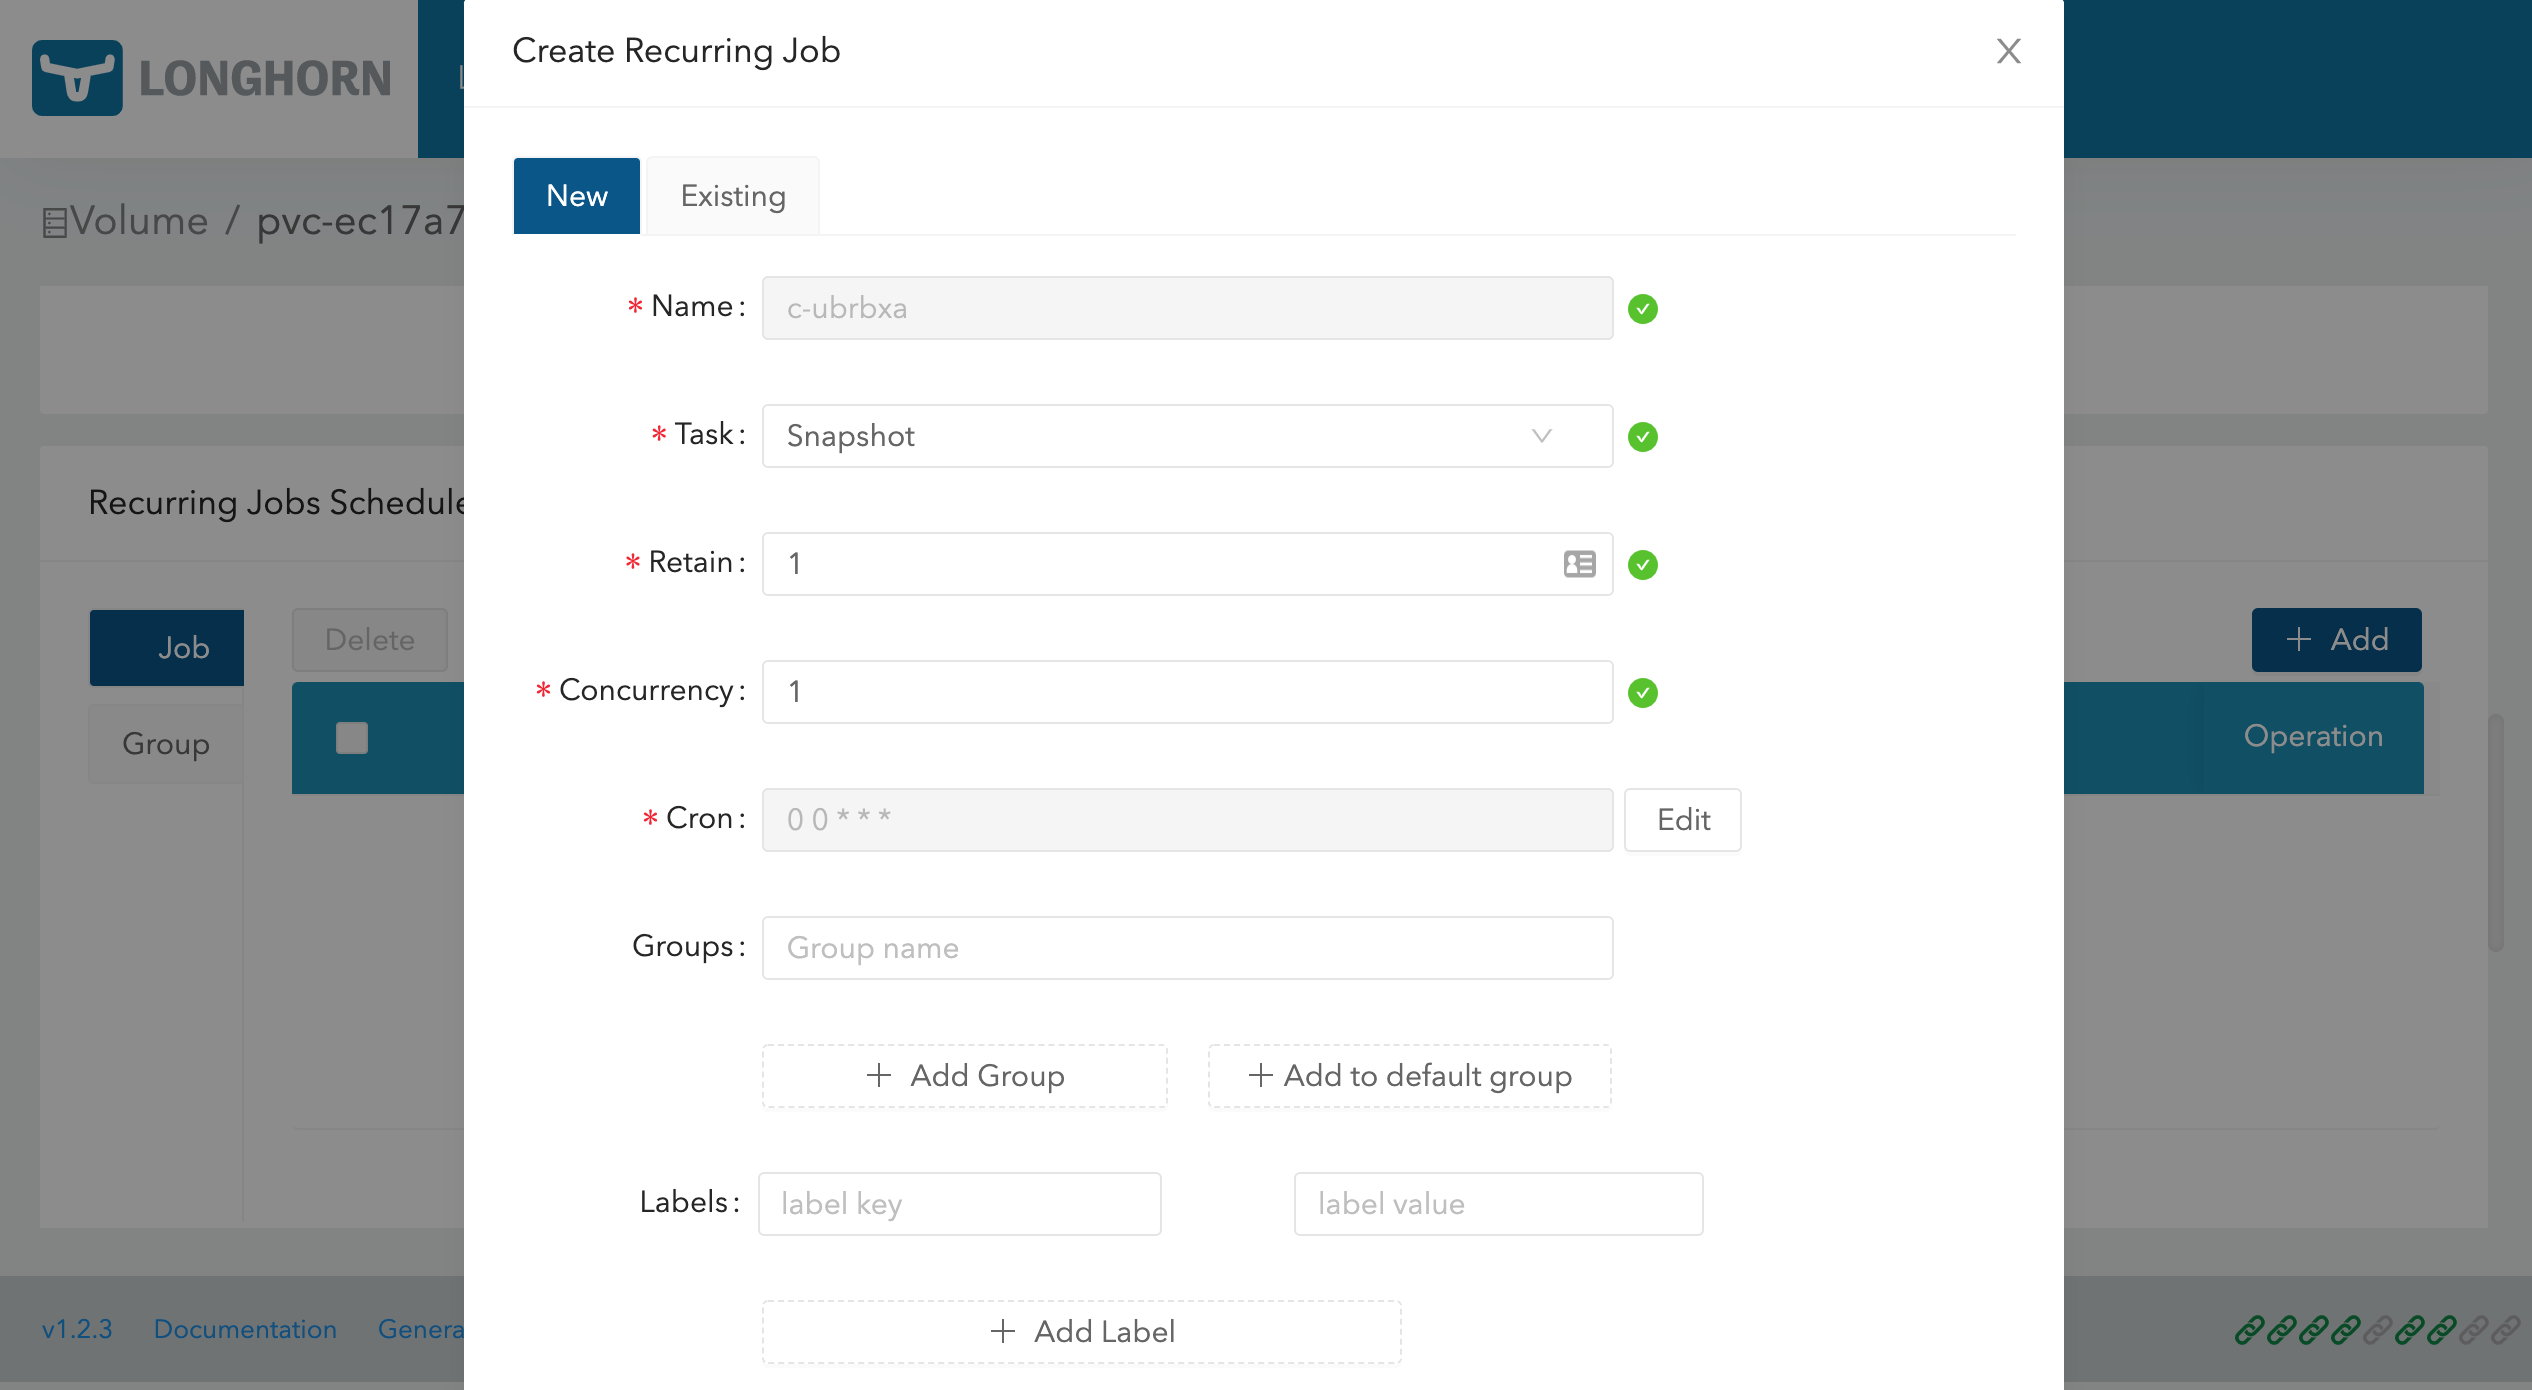 LONGHORN
Create Recurring Job
New
Existing
Volume / pvc-ec17a7
* Name:
c-ubrbxa
* Task:
Snapshot
Recurring Jobs Schedule
* Retain:
1
Job
Delete
+ Add
* Concurrency:
1
Group
Operation
* Cron:
0 0 * * *
Edit
Groups:
Group name
+ Add Group
+ Add to default group
Labels:
label key
label value
v1.2.3
Documentation
Genera
+ Add Label